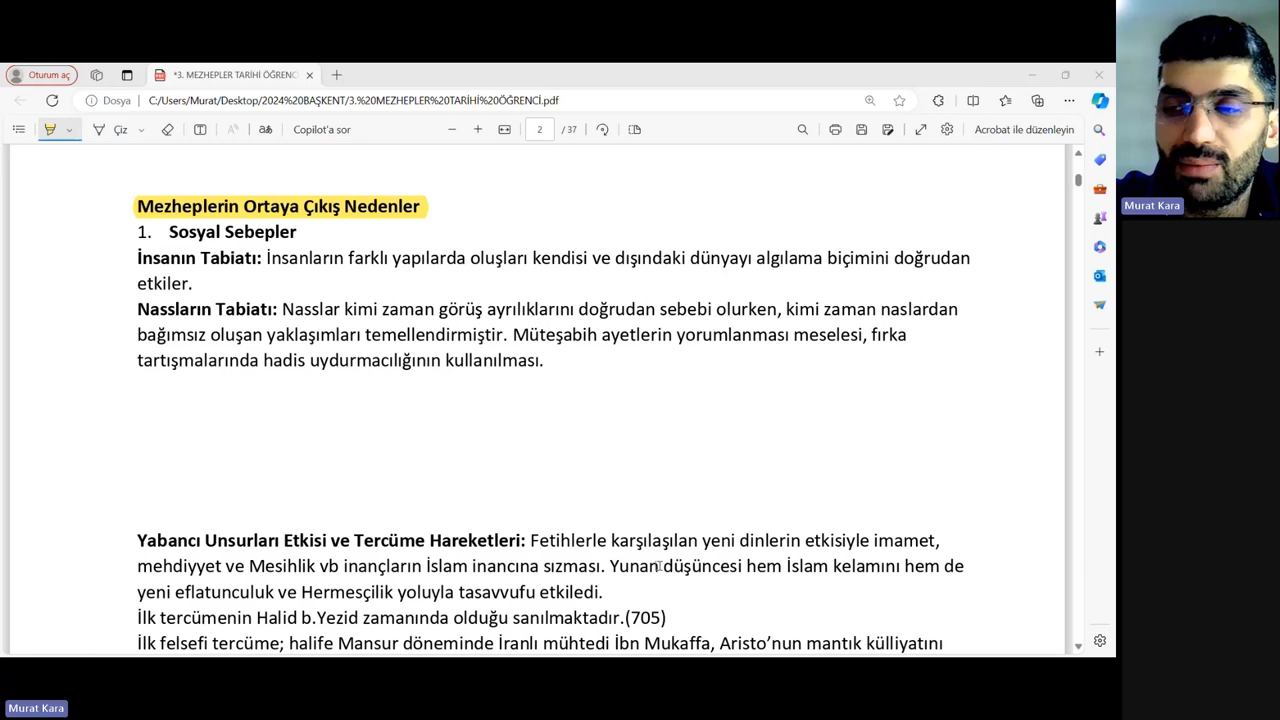 Oturum aç
*3. MEZHEPLER TARİHİ ÖĞRENC
Dosya
C:/Users/Murat/Desktop/2024%20BAŞKENT/3.%20MEZHEPLER%20TARİHİ%20ÖĞRENCİ.pdf
Çiz
Copilot'a sor
2 / 37
Acrobat ile düzenleyin
Mezheplerin Ortaya Çıkış Nedenler
1. Sosyal Sebepler
İnsanın Tabiatı: İnsanların farklı yapılarda oluşları kendisi ve dışındaki dünyayı algılama biçimini doğrudan
etkiler.
Nassların Tabiatı: Nasslar kimi zaman görüş ayrılıklarını doğrudan sebebi olurken, kimi zaman naslardan
bağımsız oluşan yaklaşımları temellendirmiştir. Müteşabih ayetlerin yorumlanması meselesi, fırka
tartışmalarında hadis uydurmacılığının kullanılması.
Yabancı Unsurları Etkisi ve Tercüme Hareketleri: Fetihlerle karşılaşılan yeni dinlerin etkisiyle imamet,
mehdiyyet ve Mesihlik vb inançların İslam inancına sızması. Yunan düşüncesi hem İslam kelamını hem de
yeni eflatunculuk ve Hermesçilik yoluyla tasavvufu etkiledi.
İlk tercümenin Halid b.Yezid zamanında olduğu sanılmaktadır.(705)
İlk felsefi tercüme; halife Mansur döneminde İranlı mühtedi İbn Mukaffa, Aristo’nun mantık külliyatını
Murat Kara
Murat Kara